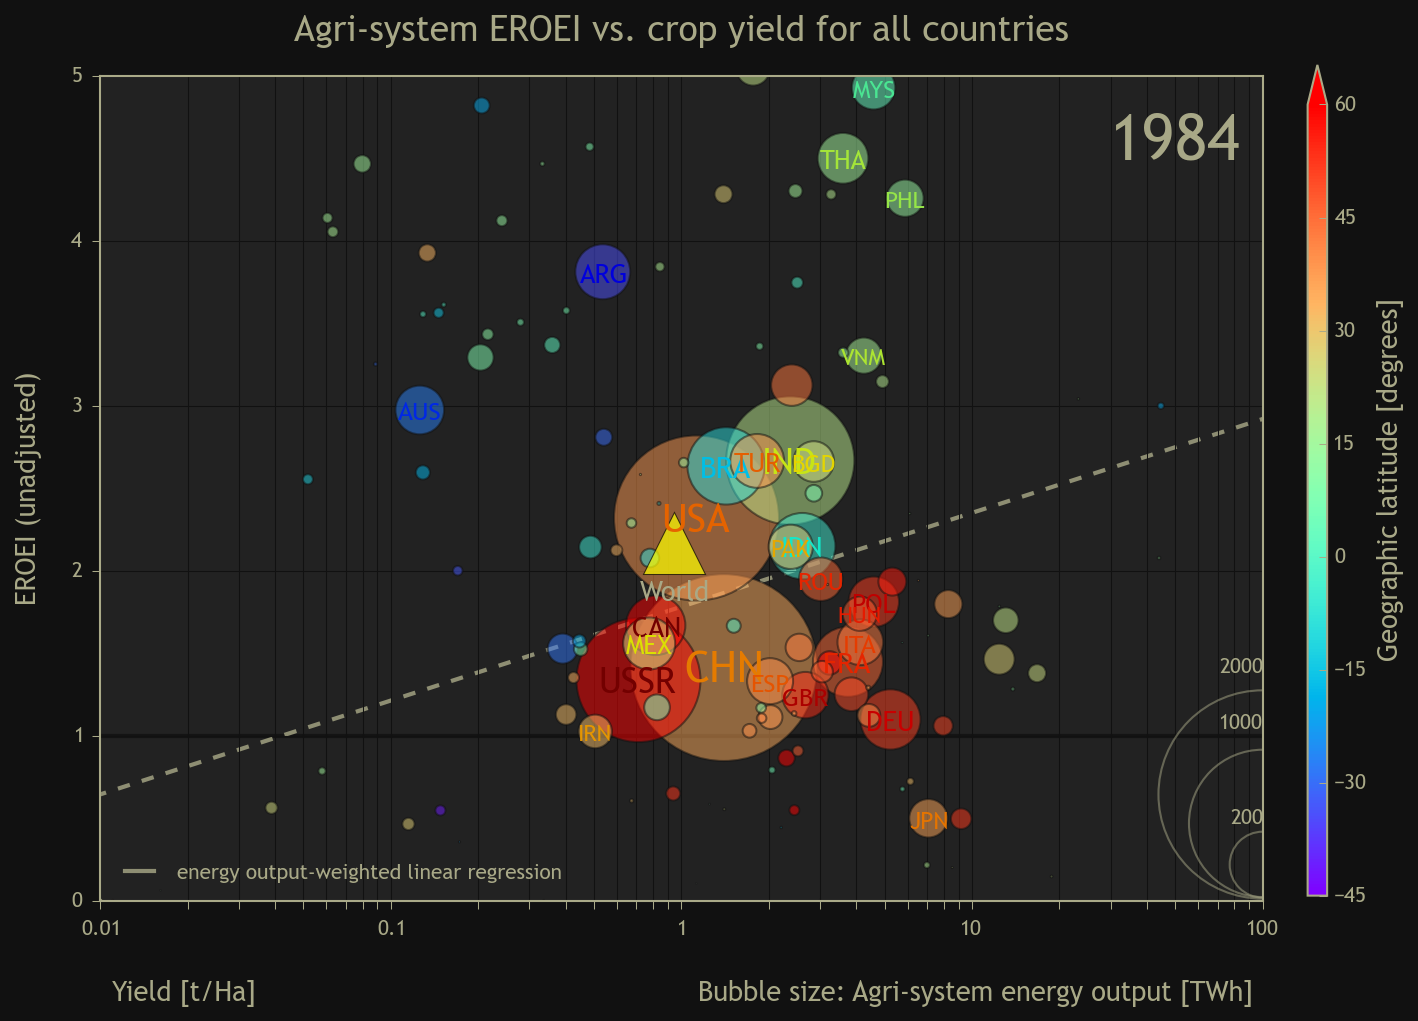 Agri-system EROEI vs. crop yield for all countries
1984
EROEI (unadjusted)
5
4
3
2
1
0
MYS
THA
PHL
ARG
VNM
AUS
BRA
TUR
IND
BGD
USA
PAK
IDN
ROU
World
POL
HUN
CAN
MEX
ITA
FRA
CHN
USSR
ESP
GBR
DEU
IRN
JPN
2000
1000
200
energy output-weighted linear regression
0.01
0.1
1
10
100
Yield [t/Ha]
Bubble size: Agri-system energy output [TWh]
60
45
30
15
0
−15
−30
−45
Geographic latitude [degrees]